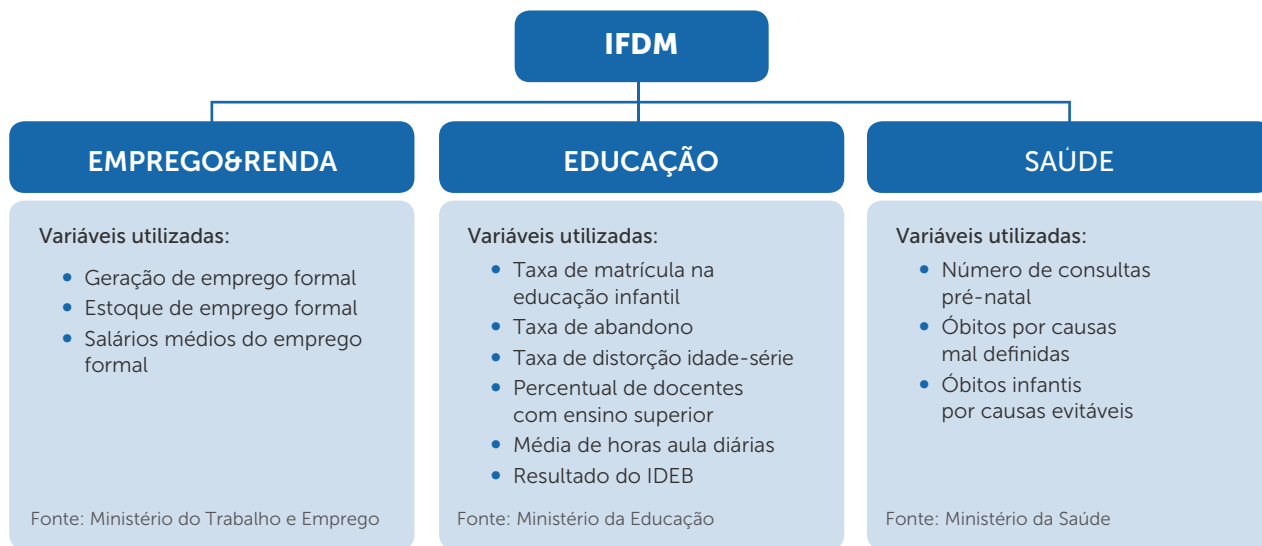 IFDM
EMPREGO&RENDA
Variáveis utilizadas:
• Geração de emprego formal
• Estoque de emprego formal
• Salários médios do emprego
formal
Fonte: Ministério do Trabalho e Emprego
EDUCAÇÃO
Variáveis utilizadas:
• Taxa de matrícula na
educação infantil
• Taxa de abandono
• Taxa de distorção idade-série
• Percentual de docentes
com ensino superior
• Média de horas aula diárias
• Resultado do IDEB
Fonte: Ministério da Educação
SAÚDE
Variáveis utilizadas:
• Número de consultas
pré-natal
• Óbitos por causas
mal definidas
• Óbitos infantis
por causas evitáveis
Fonte: Ministério da Saúde